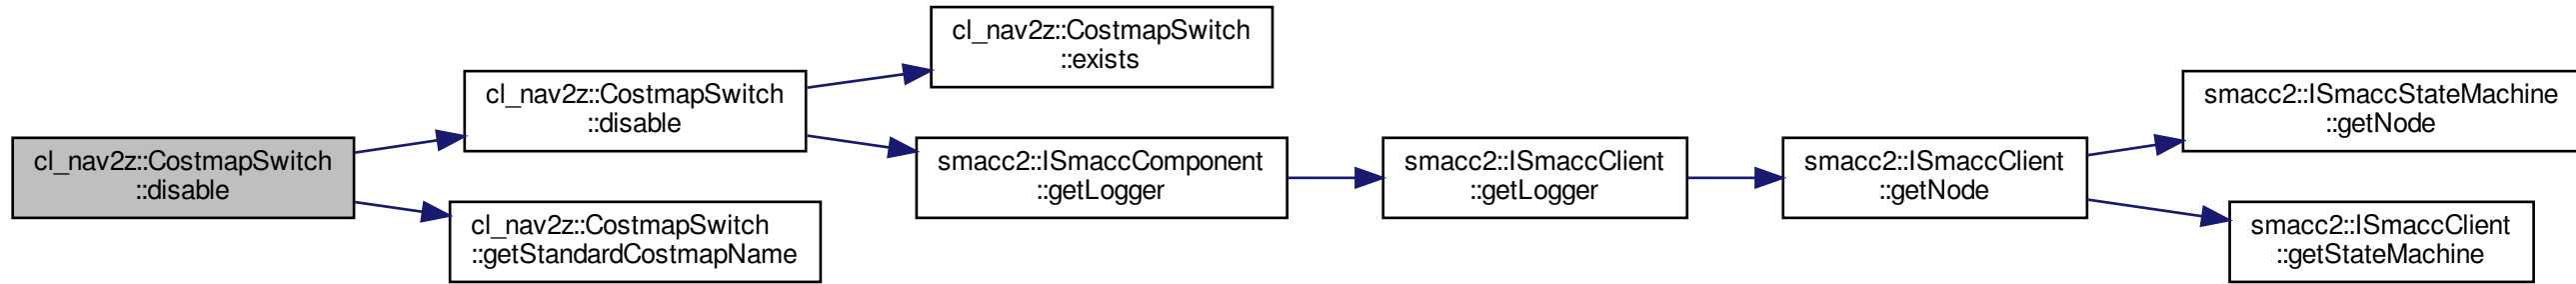 cl_nav2z::CostmapSwitch
::disable
cl_nav2z::CostmapSwitch
::disable
cl_nav2z::CostmapSwitch
::getStandardCostmapName
cl_nav2z::CostmapSwitch
::exists
smacc2::ISmaccComponent
::getLogger
smacc2::ISmaccClient
::getLogger
smacc2::ISmaccClient
::getNode
smacc2::ISmaccStateMachine
::getNode
smacc2::ISmaccClient
::getStateMachine